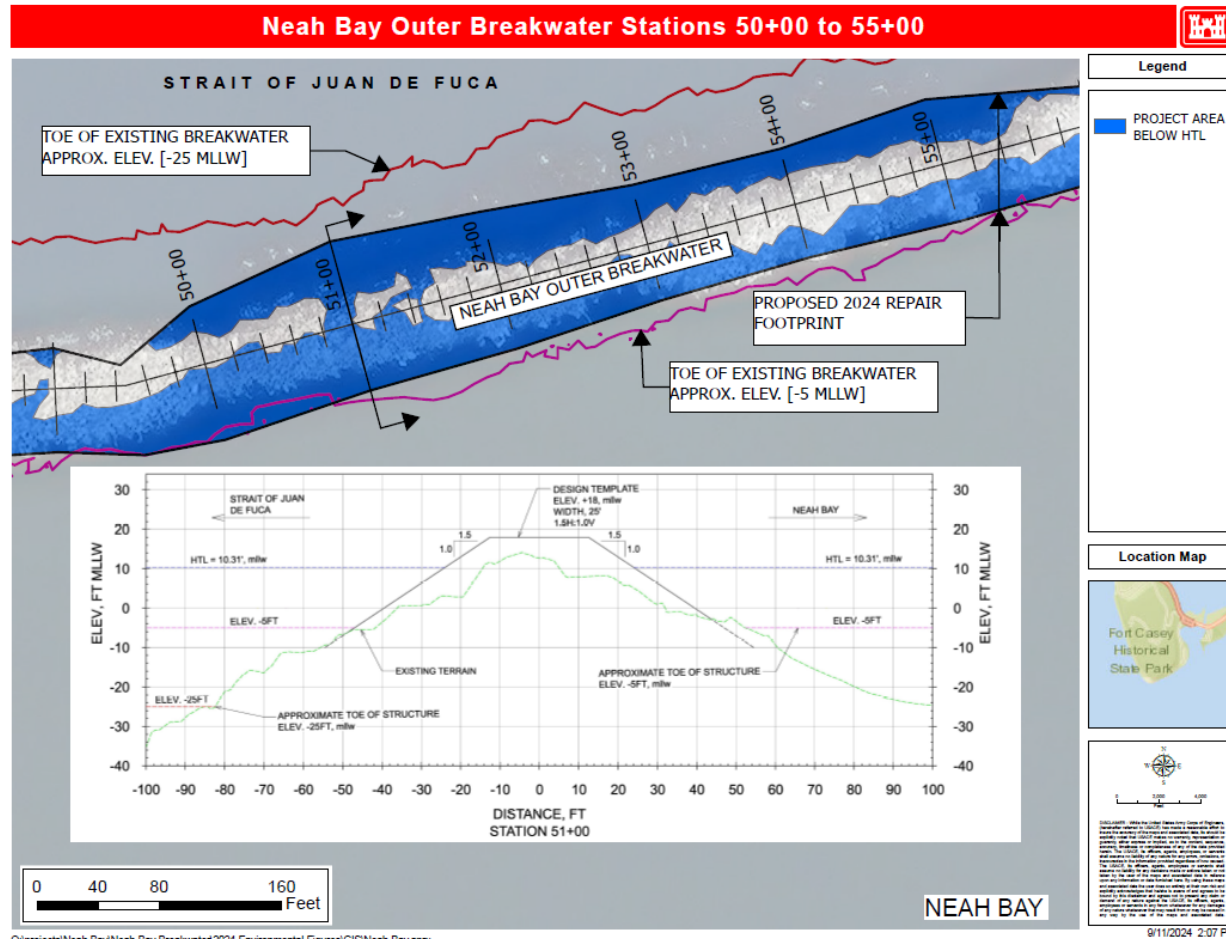 Neah Bay Outer Breakwater Stations 50+00 to 55+00
STRAIT OF JUAN DE FUCA
TOE OF EXISTING BREAKWATER
APPROX. ELEV. [-25 MLLW]
50+00
51+00
52+00
53+00
54+00
55+00
NEAH BAY OUTER BREAKWATER
PROPOSED 2024 REPAIR
FOOTPRINT
TOE OF EXISTING BREAKWATER
APPROX. ELEV. [-5 MLLW]
Legend
PROJECT AREA
BELOW HTL
Location Map
Fort Casey
Historical
State Park
N
W E
S
0 2,000 4,000
Feet
30
20
10
0
-10
-20
-30
-40
ELEV, FT MLLW
STRAIT OF JUAN
DE FUCA
DESIGN TEMPLATE
ELEV. +18, mllw
WIDTH, 25'
1.5H:1.0V
NEAH BAY
1.5
1.0
1.5
1.0
HTL = 10.31', mllw
HTL = 10.31', mllw
ELEV. -5FT
ELEV. -5FT
EXISTING TERRAIN
APPROXIMATE TOE OF STRUCTURE
ELEV. -5FT, mllw
ELEV. -25FT
APPROXIMATE TOE OF STRUCTURE
ELEV. -25FT, mllw
30
20
10
0
-10
-20
-30
-40
ELEV, FT MLLW
-100 -90 -80 -70 -60 -50 -40 -30 -20 -10 0 10 20 30 40 50 60 70 80 90 100
DISTANCE, FT
STATION 51+00
0 40 80 160
Feet
NEAH BAY
9/11/2024 2:07 P